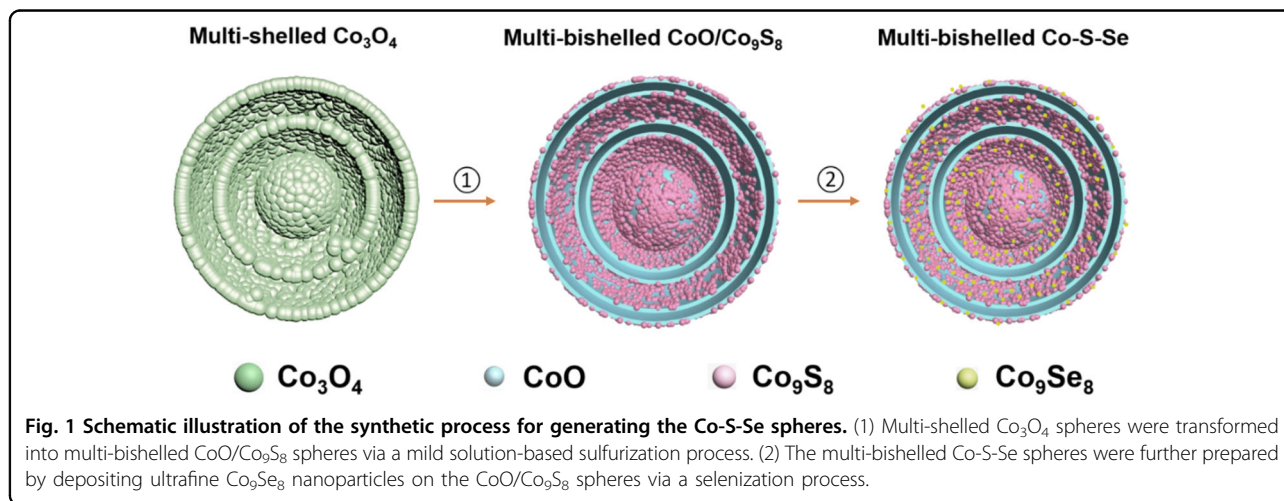 Multi-shelled Co₃O₄ Multi-bishelled CoO/Co₉S₈ Multi-bishelled Co-S-Se
① ②
Co₃O₄ CoO Co₉S₈ Co₉Se₈
Fig. 1 Schematic illustration of the synthetic process for generating the Co-S-Se spheres. (1) Multi-shelled Co₃O₄ spheres were transformed
into multi-bishelled CoO/Co₉S₈ spheres via a mild solution-based sulfurization process. (2) The multi-bishelled Co-S-Se spheres were further prepared
by depositing ultrafine Co₉Se₈ nanoparticles on the CoO/Co₉S₈ spheres via a selenization process.